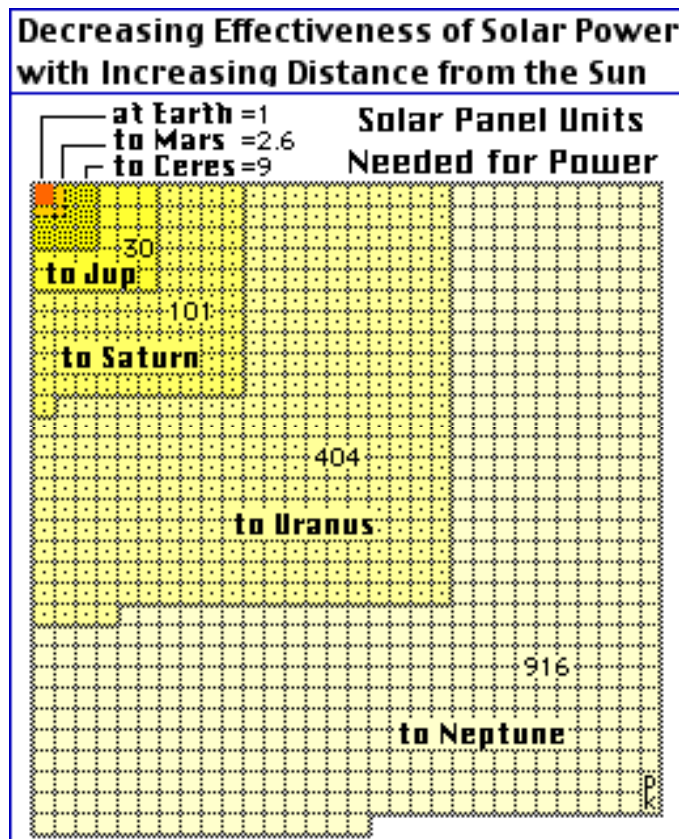 Decreasing Effectiveness of Solar Power
with Increasing Distance from the Sun
at Earth =1
to Mars =2.6
to Ceres =9
Solar Panel Units
Needed for Power
30
to Jup
101
to Saturn
404
to Uranus
916
to Neptune
pk